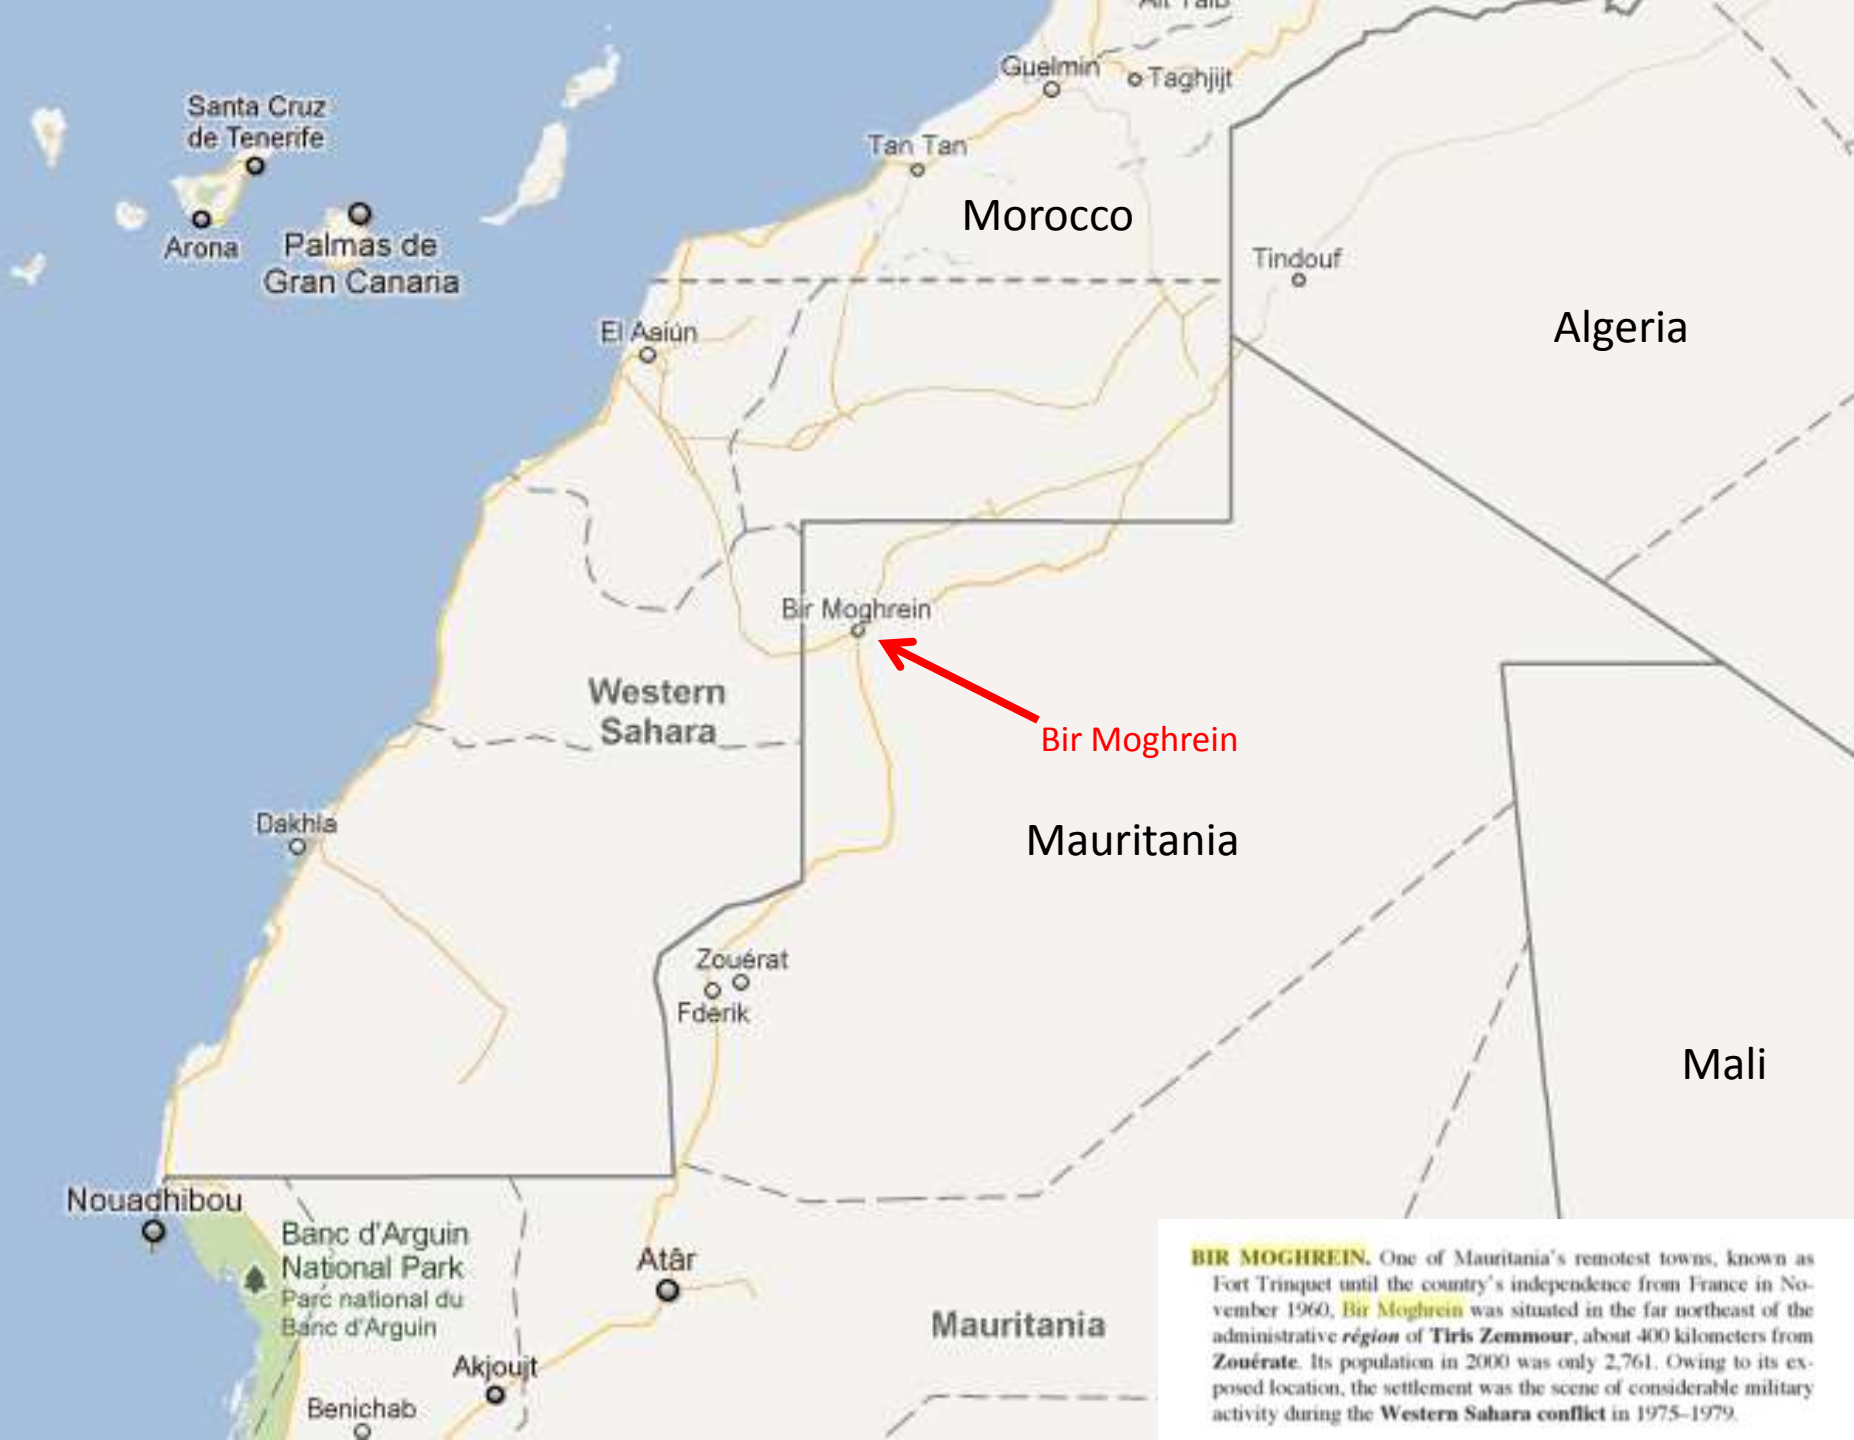 Ait Taib
Guelmin
Taghjijt
Santa Cruz
de Tenerife
Tan Tan
Morocco
Arona
Palmas de
Gran Canaria
Tindouf
Algeria
El Aaiún
Bir Moghrein
Western
Sahara
Bir Moghrein
Dakhla
Mauritania
Zouérat
Fderik
Mali
Nouadhibou
Banc d'Arguin
National Park
Parc national du
Banc d'Arguin
Atâr
Mauritania
Akjoujt
Benichab
BIR MOGHREIN. One of Mauritania's remotest towns, known as
Fort Trinquet until the country's independence from France in No-
vember 1960, Bir Moghrein was situated in the far northeast of the
administrative région of Tiris Zemmour, about 400 kilometers from
Zouérate. Its population in 2000 was only 2,761. Owing to its ex-
posed location, the settlement was the scene of considerable military
activity during the Western Sahara conflict in 1975–1979.